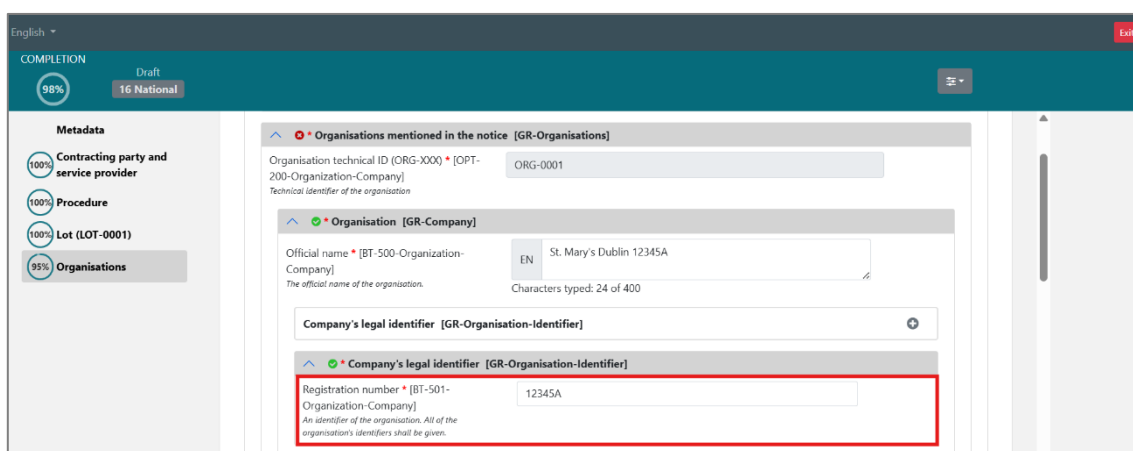 English
Exit
COMPLETION
98%
Draft
16 National
Metadata
100% Contracting party and
service provider
100% Procedure
100% Lot (LOT-0001)
95% Organisations
* Organisations mentioned in the notice [GR-Organisations]
Organisation technical ID (ORG-XXX) * [OPT-
200-Organization-Company]
Technical identifier of the organisation
ORG-0001
* Organisation [GR-Company]
Official name * [BT-500-Organization-
Company]
The official name of the organisation.
EN
St. Mary's Dublin 12345A
Characters typed: 24 of 400
Company's legal identifier [GR-Organisation-Identifier]
* Company's legal identifier [GR-Organisation-Identifier]
Registration number * [BT-501-
Organization-Company]
An identifier of the organisation. All of the
organisation's identifiers shall be given.
12345A